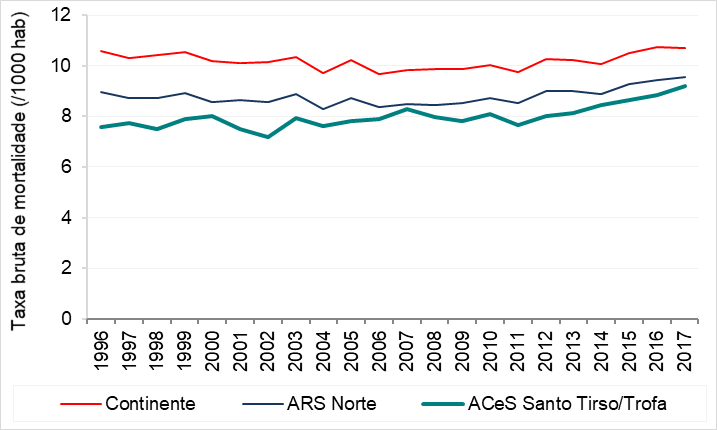 Taxa bruta de mortalidade (/1000 hab)
12
10
8
6
4
2
0
1996 1997 1998 1999 2000 2001 2002 2003 2004 2005 2006 2007 2008 2009 2010 2011 2012 2013 2014 2015 2016 2017
Continente ARS Norte ACeS Santo Tirso/Trofa